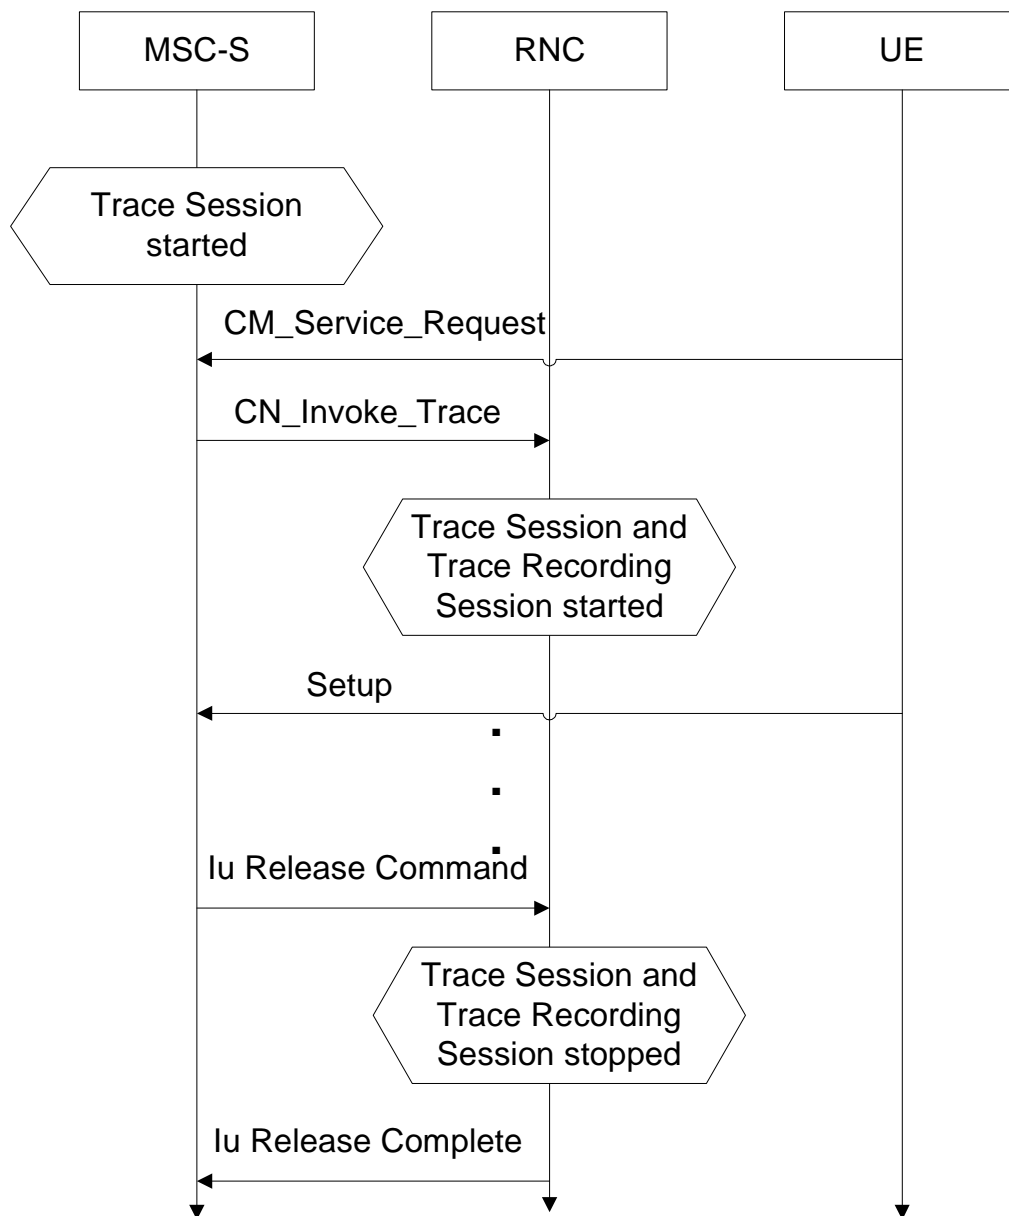 MSC-S
RNC
UE
Trace Session
started
CM_Service_Request
CN_Invoke_Trace
Trace Session and
Trace Recording
Session started
Setup
Iu Release Command
Trace Session and
Trace Recording
Session stopped
Iu Release Complete